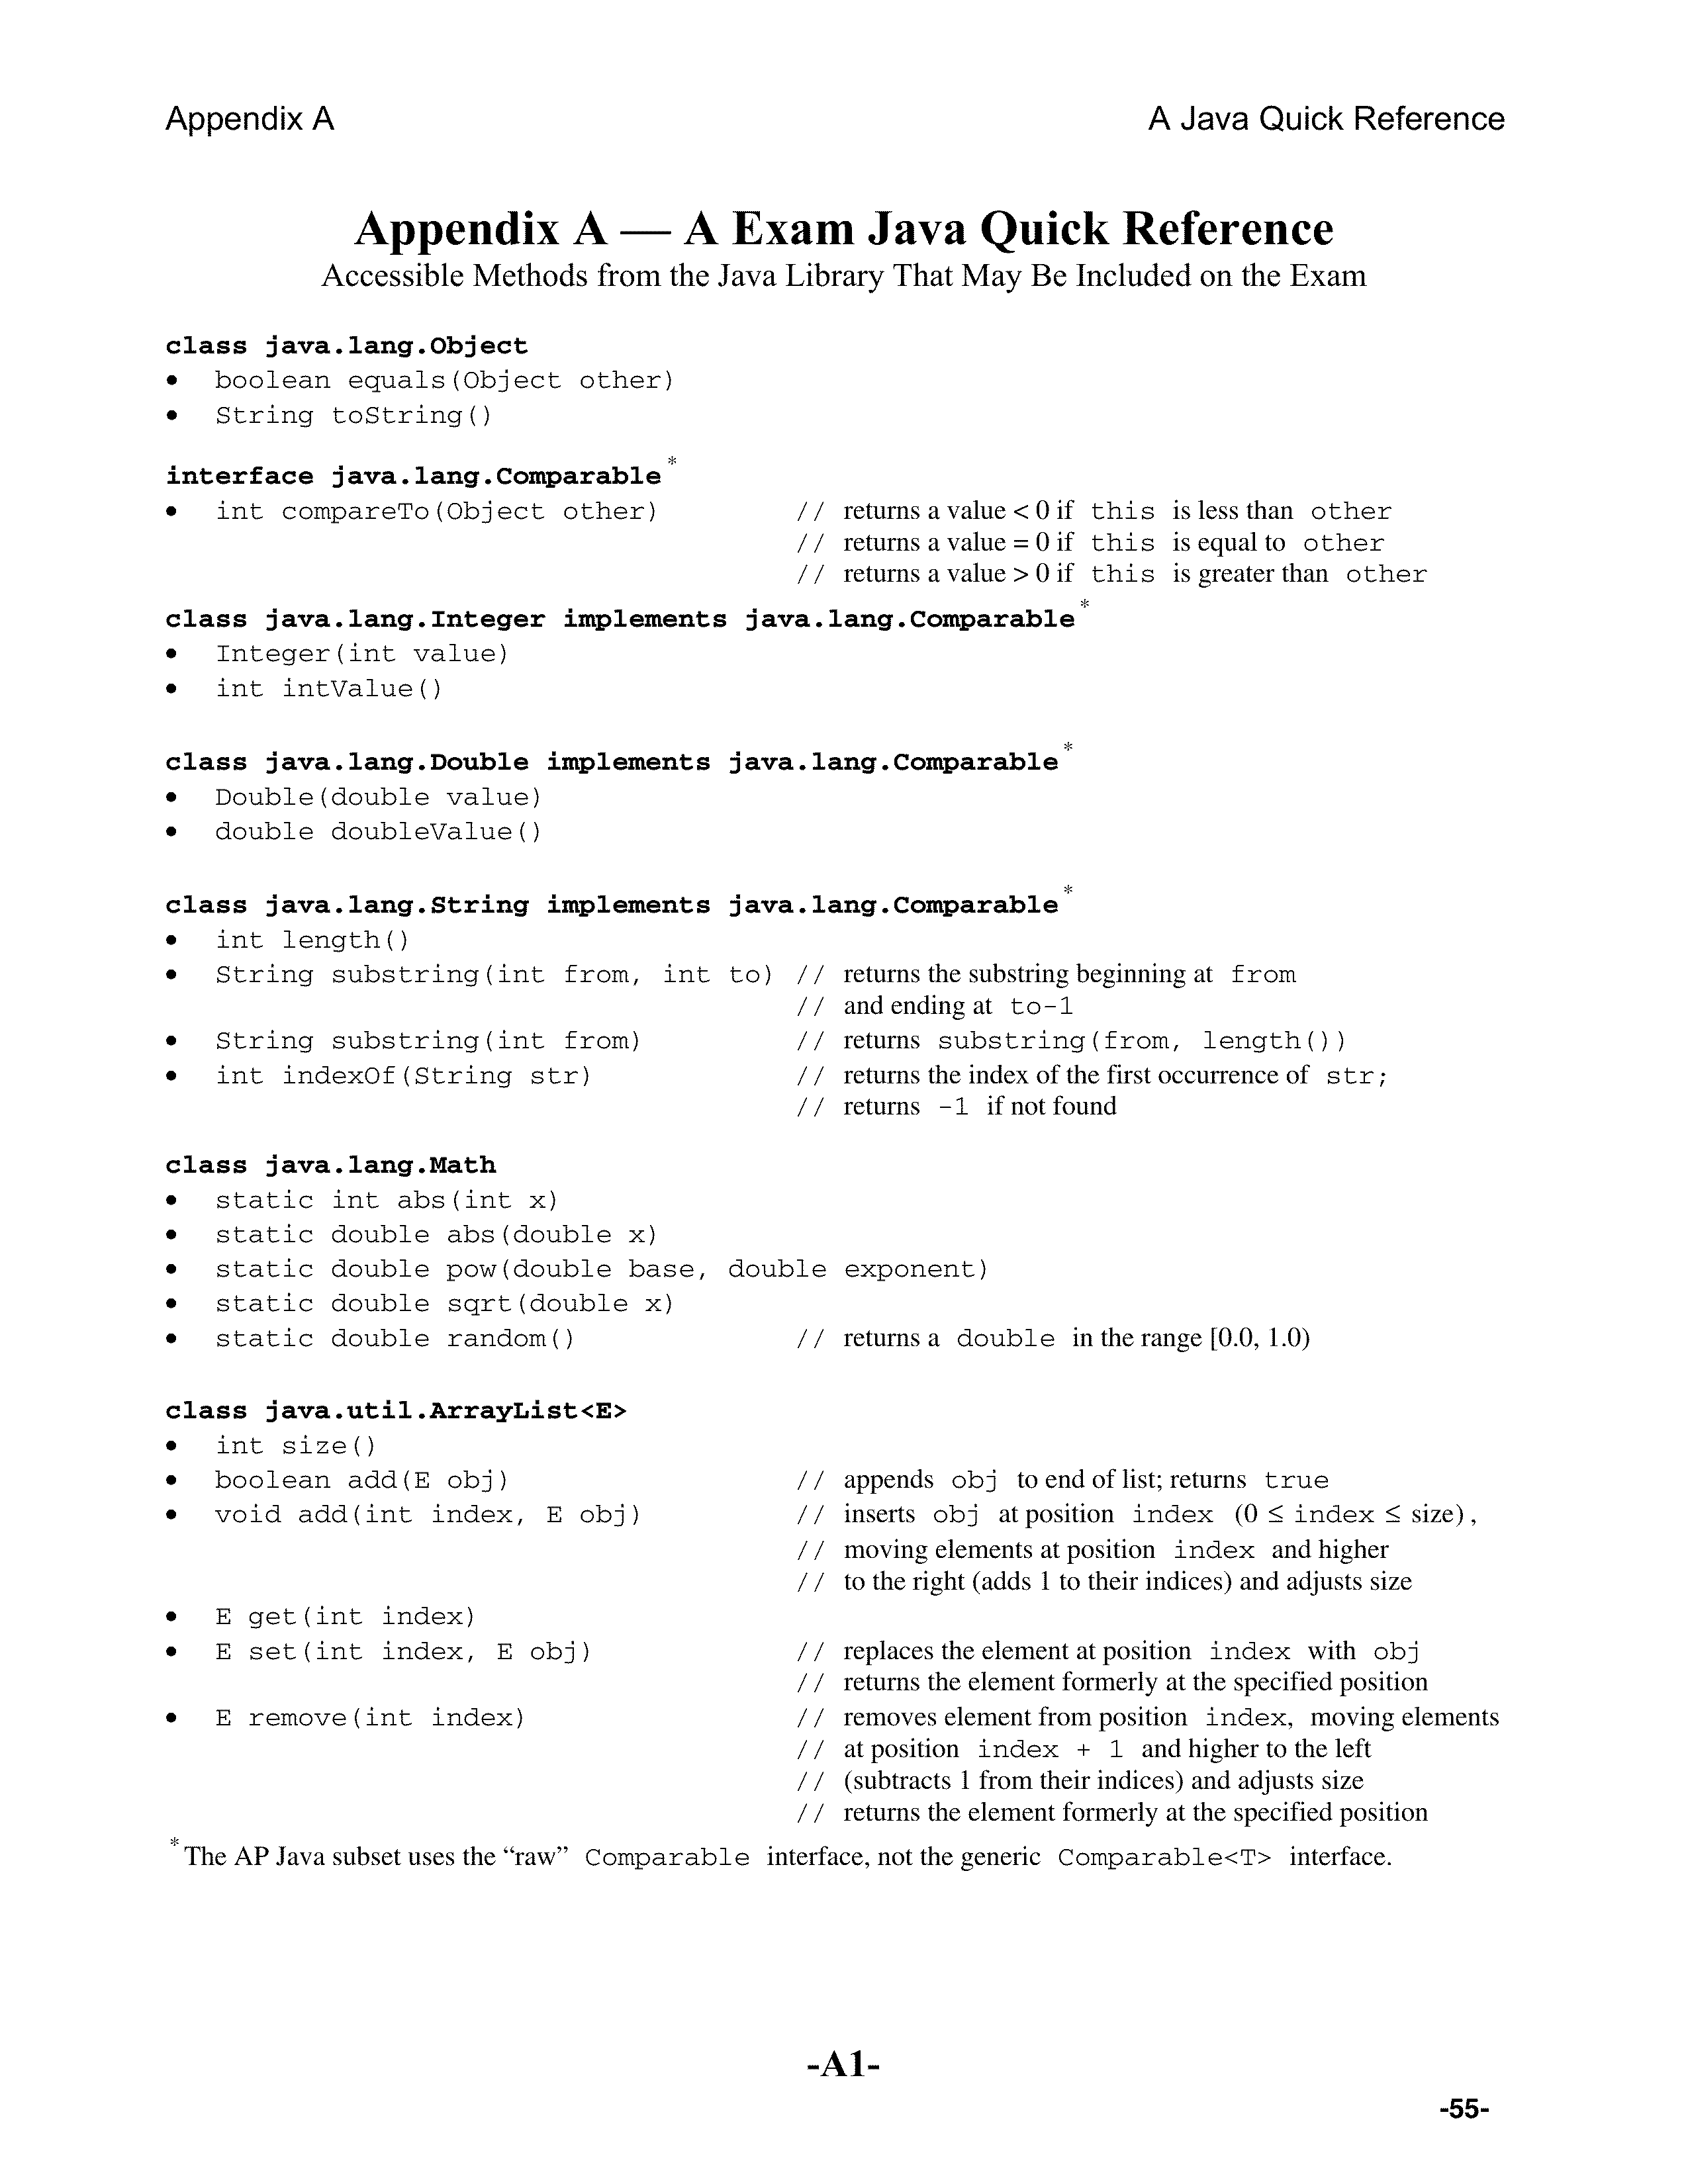 Appendix A A Java Quick Reference
Appendix A — A Exam Java Quick Reference
Accessible Methods from the Java Library That May Be Included on the Exam
class java.lang.Object
• boolean equals(Object other)
• String toString()
interface java.lang.Comparable*
• int compareTo(Object other) // returns a value < 0 if this is less than other
// returns a value = 0 if this is equal to other
// returns a value > 0 if this is greater than other
class java.lang.Integer implements java.lang.Comparable*
• Integer(int value)
• int intValue()
class java.lang.Double implements java.lang.Comparable*
• Double(double value)
• double doubleValue()
class java.lang.String implements java.lang.Comparable*
• int length()
• String substring(int from, int to) // returns the substring beginning at from
// and ending at to-1
• String substring(int from) // returns substring(from, length())
• int indexOf(String str) // returns the index of the first occurrence of str;
// returns -1 if not found
class java.lang.Math
• static int abs(int x)
• static double abs(double x)
• static double pow(double base, double exponent)
• static double sqrt(double x)
• static double random() // returns a double in the range [0.0, 1.0)
class java.util.ArrayList<E>
• int size()
• boolean add(E obj) // appends obj to end of list; returns true
• void add(int index, E obj) // inserts obj at position index (0 ≤ index ≤ size),
// moving elements at position index and higher
// to the right (adds 1 to their indices) and adjusts size
• E get(int index)
• E set(int index, E obj) // replaces the element at position index with obj
// returns the element formerly at the specified position
• E remove(int index) // removes element from position index, moving elements
// at position index + 1 and higher to the left
// (subtracts 1 from their indices) and adjusts size
// returns the element formerly at the specified position
*The AP Java subset uses the “raw” Comparable interface, not the generic Comparable<T> interface.
-A1-
-55-